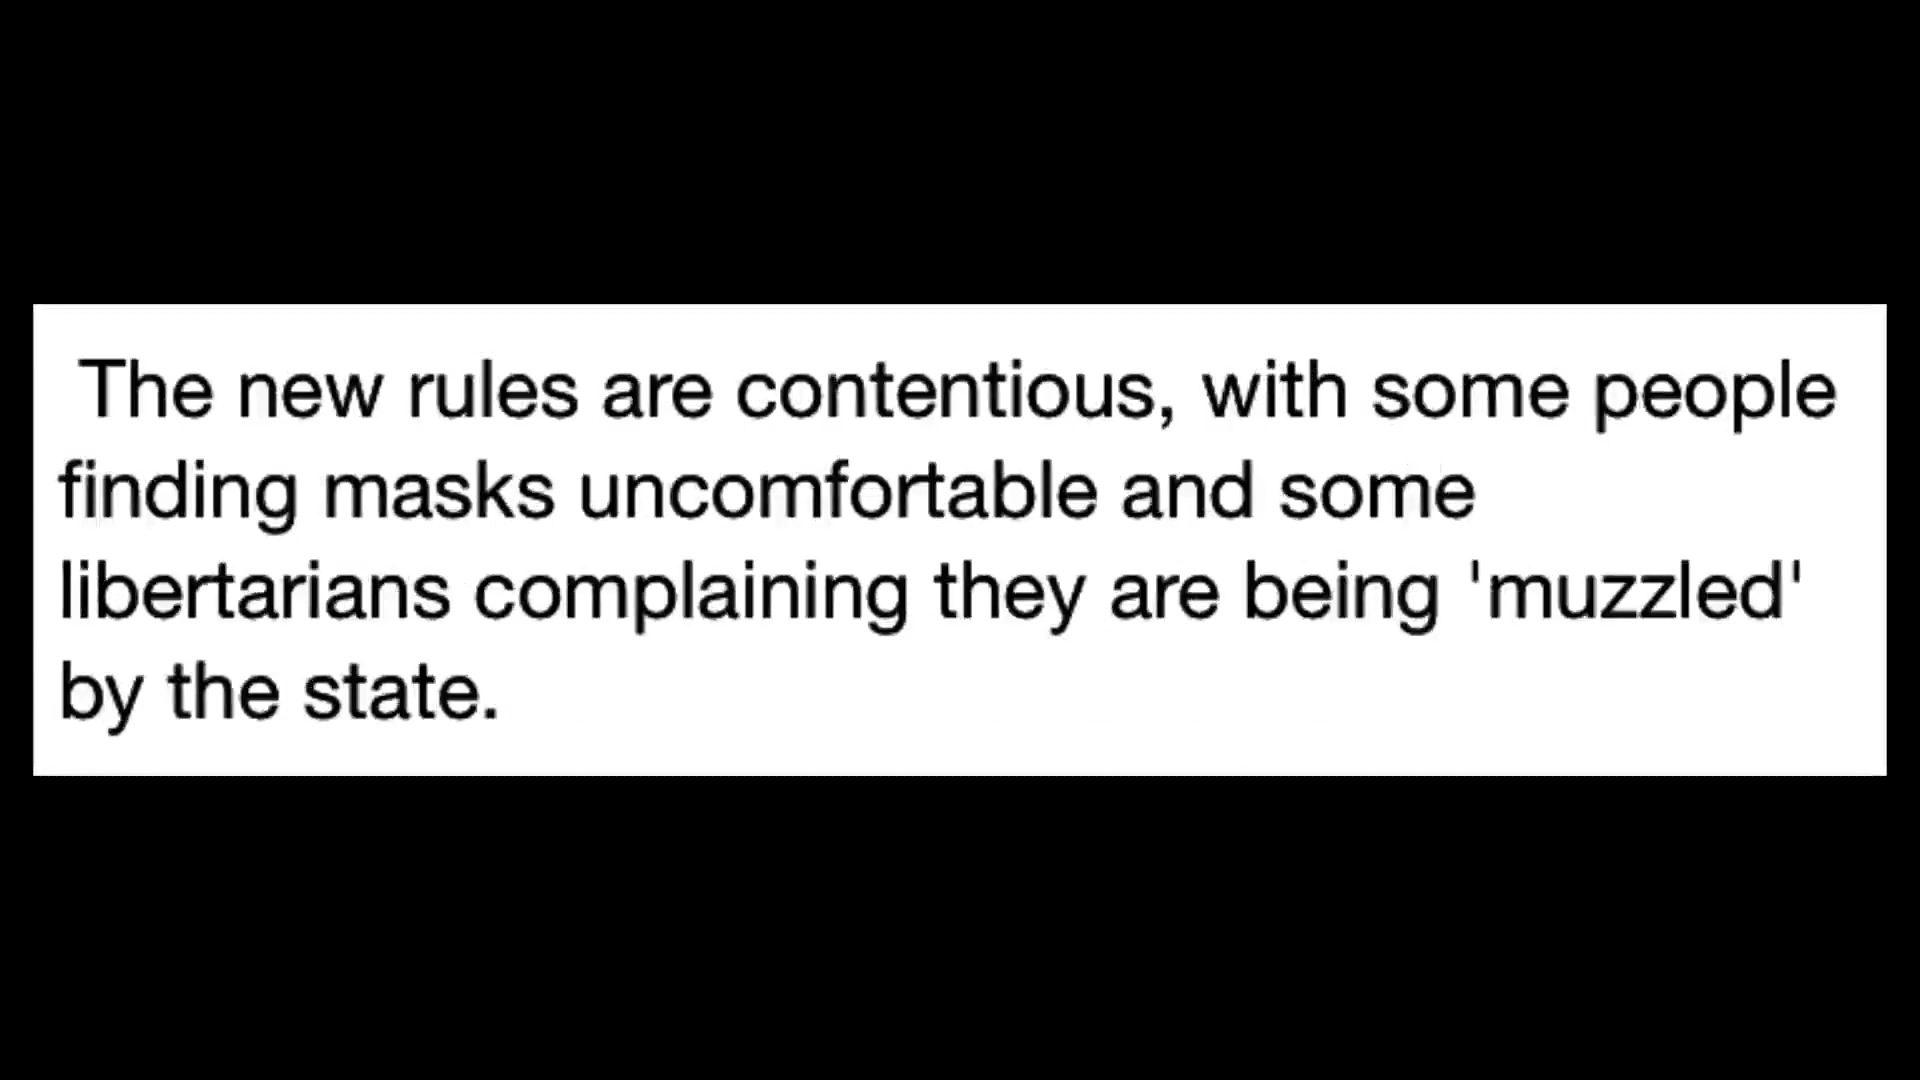 The new rules are contentious, with some people
finding masks uncomfortable and some
libertarians complaining they are being 'muzzled'
by the state.